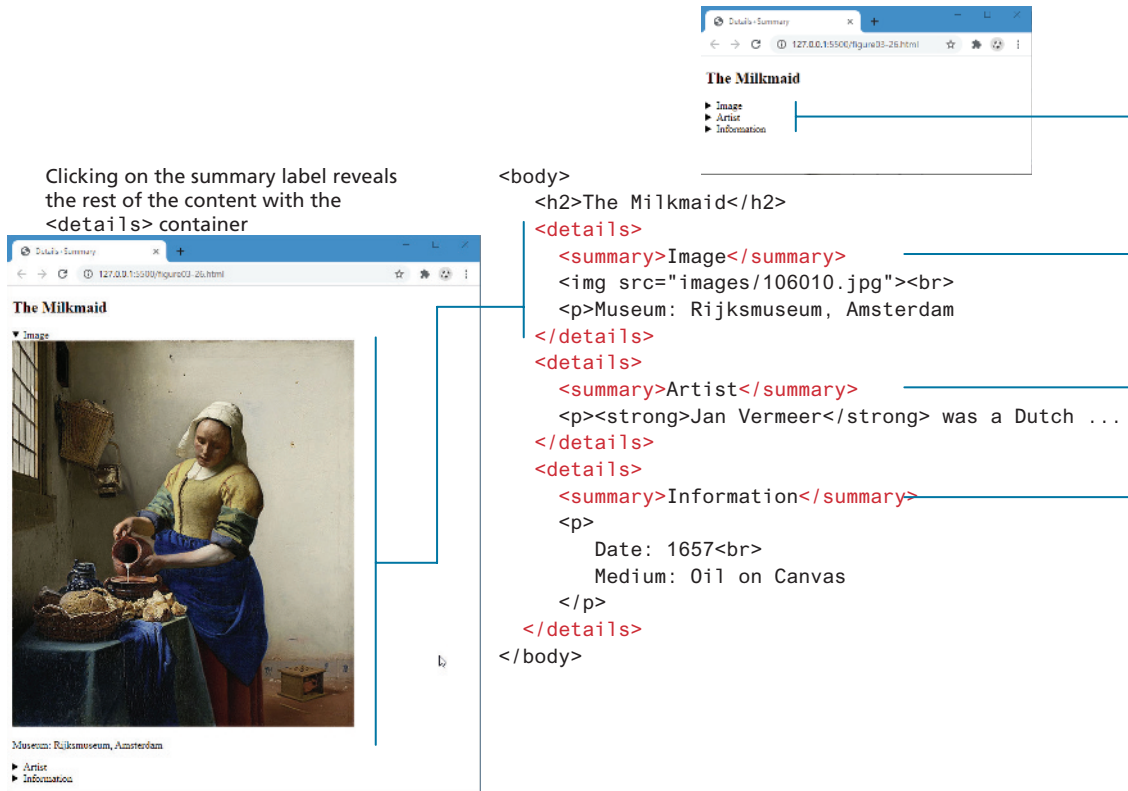 Details-Summary
127.0.0.1:5500/figure03-26.html
The Milkmaid
Image
Artist
Information
Clicking on the summary label reveals
the rest of the content with the
<details> container
Details-Summary
127.0.0.1:5500/figure03-26.html
The Milkmaid
Image
Museum: Rijksmuseum, Amsterdam
Artist
Information
<body>
<h2>The Milkmaid</h2>
<details>
<summary>Image</summary>
<img src="images/106010.jpg"><br>
<p>Museum: Rijksmuseum, Amsterdam
</details>
<details>
<summary>Artist</summary>
<p><strong>Jan Vermeer</strong> was a Dutch ...
</details>
<details>
<summary>Information</summary>
<p>
Date: 1657<br>
Medium: Oil on Canvas
</p>
</details>
</body>